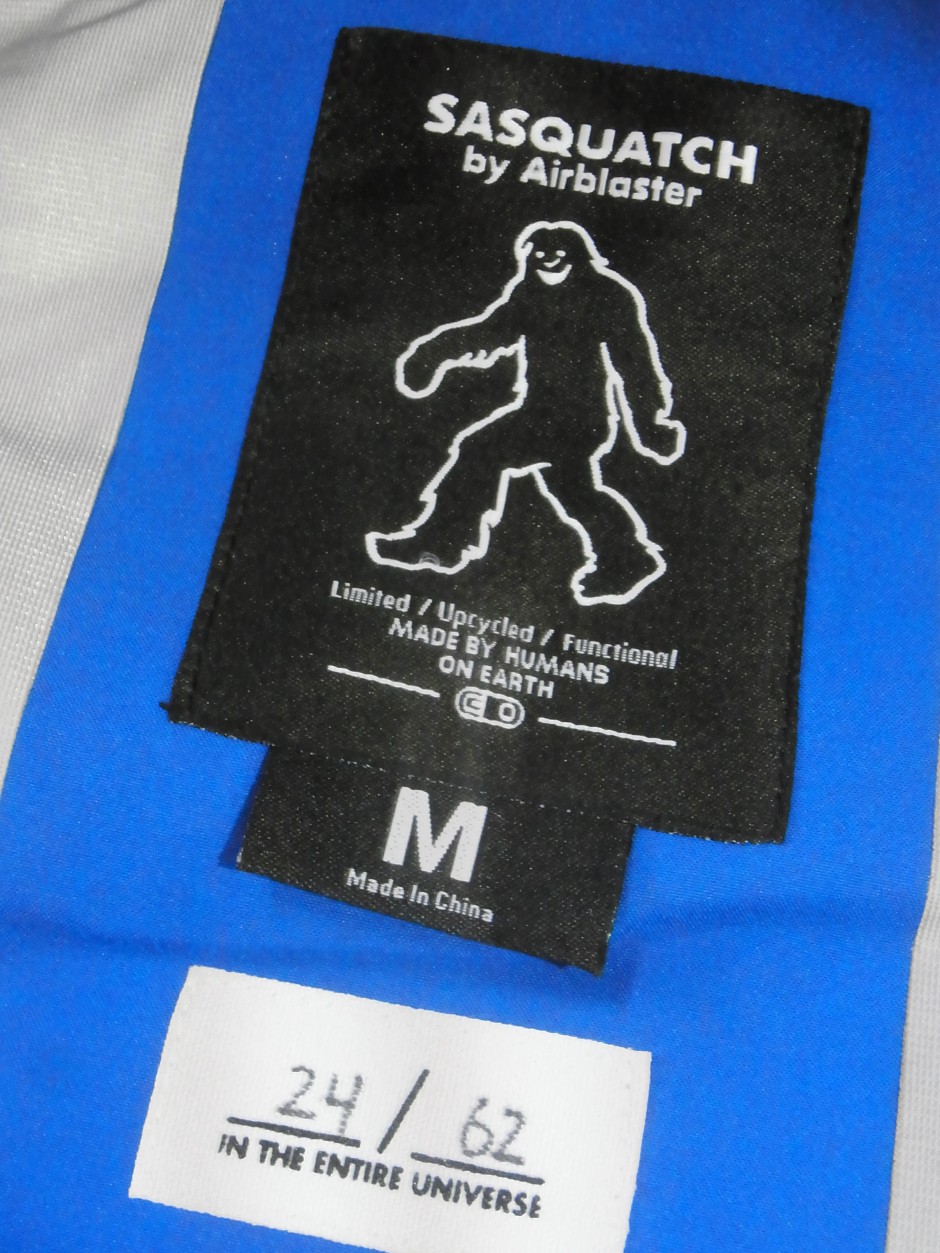 SASQUATCH
by Airblaster
Limited / Upcycled / Functional
MADE BY HUMANS
ON EARTH
M
Made In China
24 / 62
IN THE ENTIRE UNIVERSE